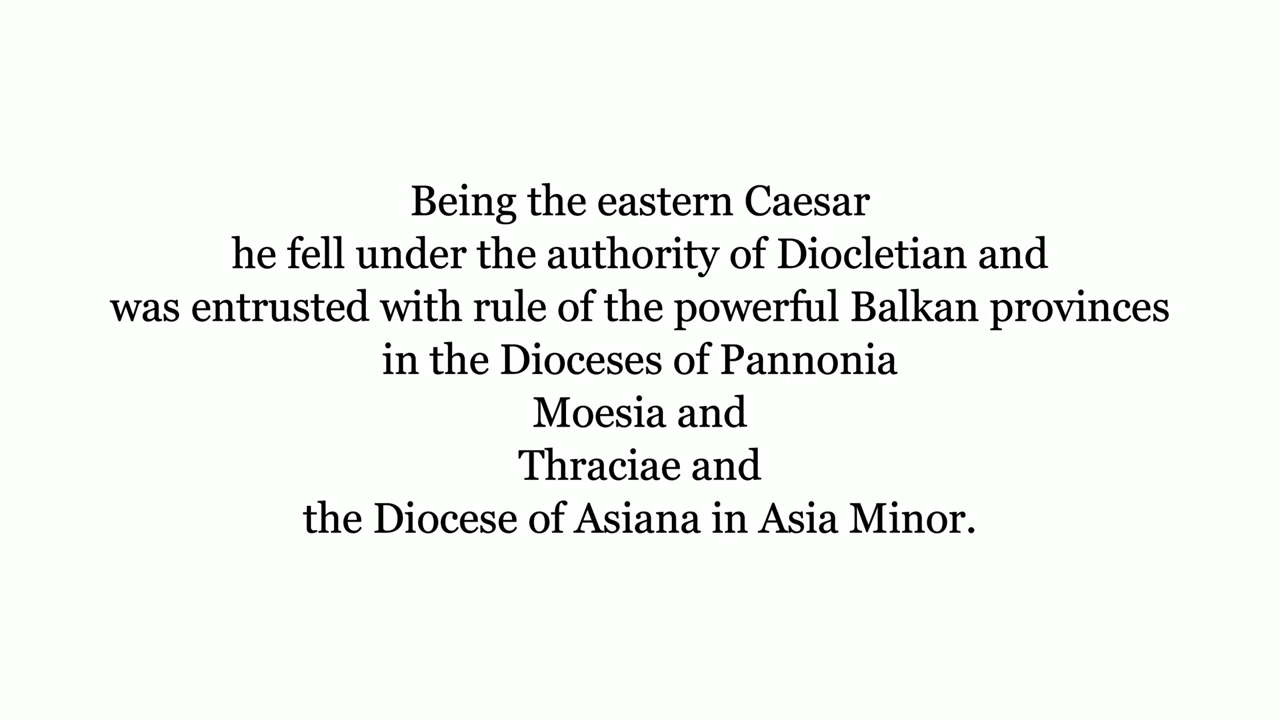 Being the eastern Caesar
he fell under the authority of Diocletian and
was entrusted with rule of the powerful Balkan provinces
in the Dioceses of Pannonia
Moesia and
Thraciae and
the Diocese of Asiana in Asia Minor.